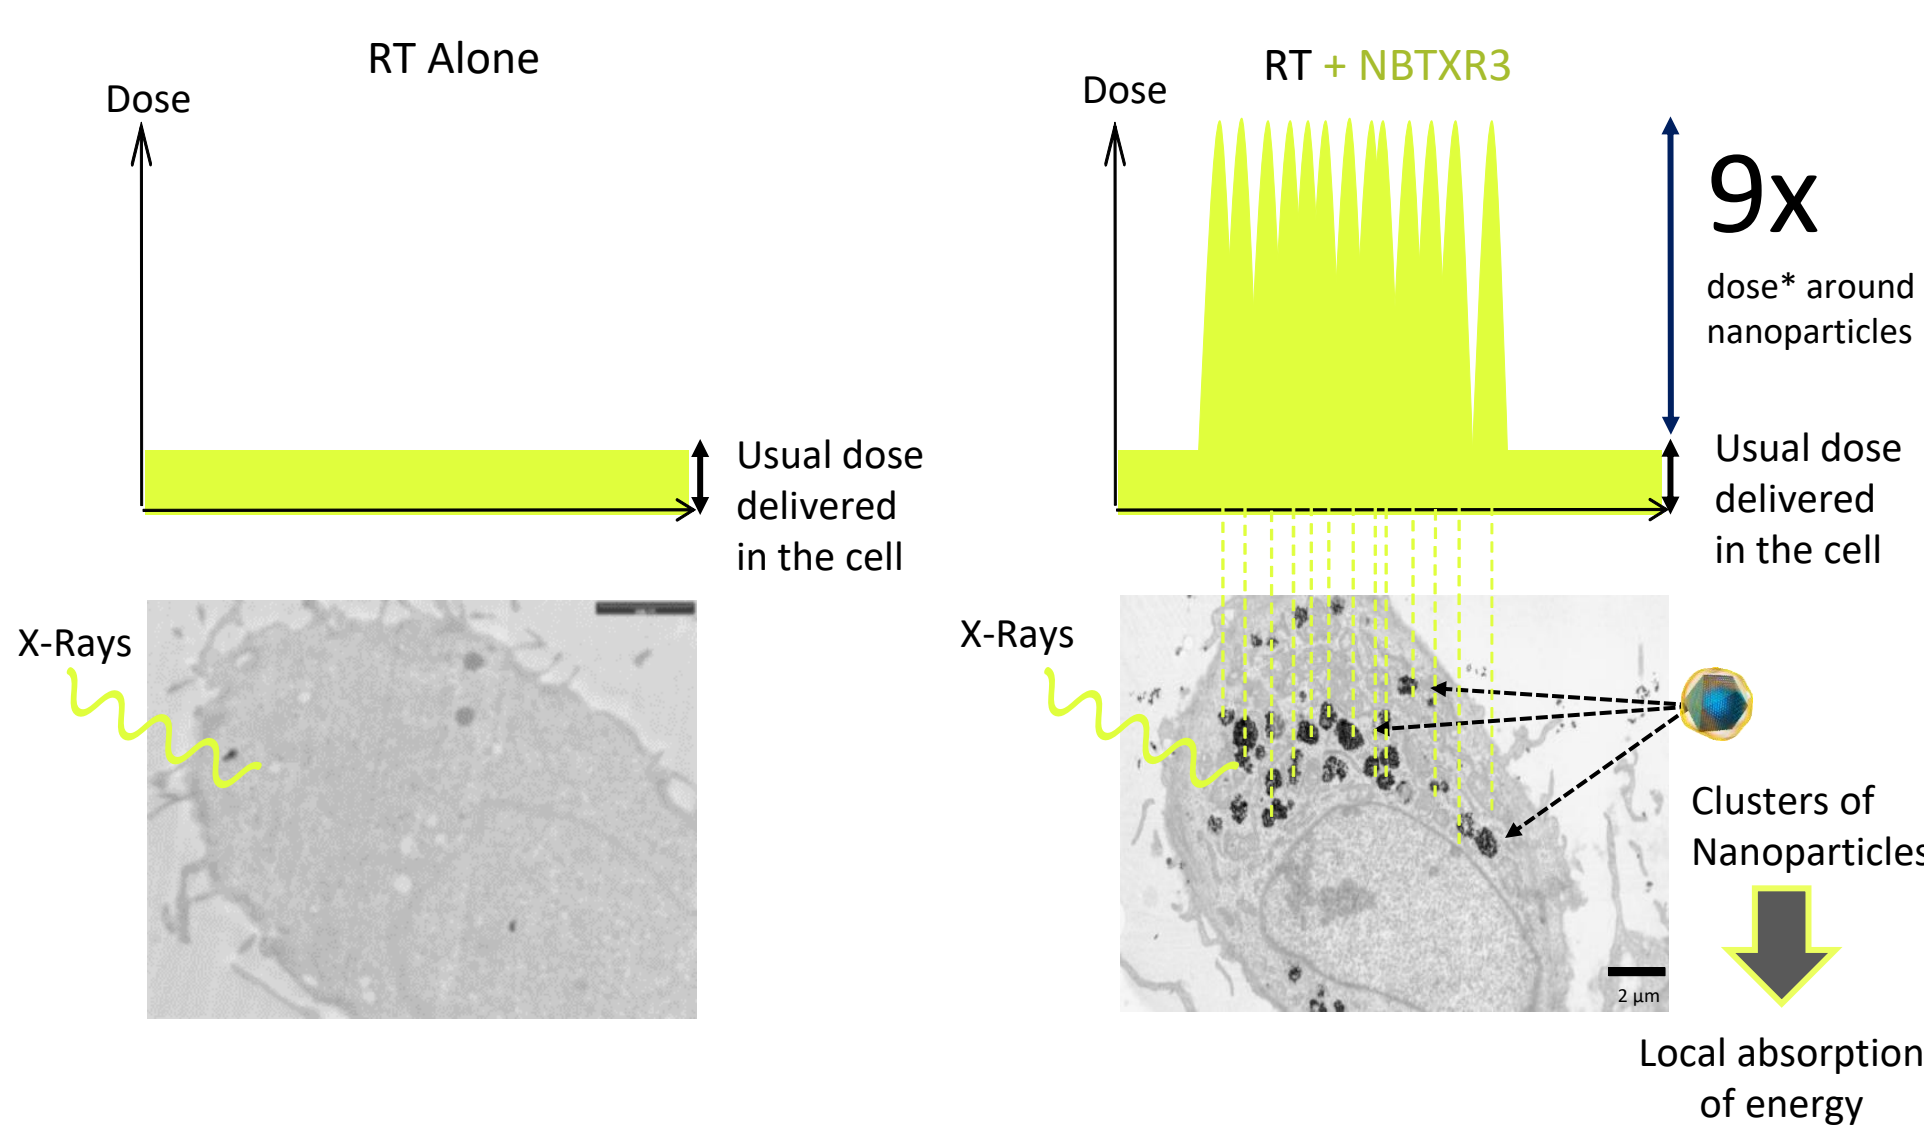 RT Alone
Dose
Usual dose
delivered
in the cell
X-Rays
RT + NBTXR3
Dose
9x
dose* around
nanoparticles
Usual dose
delivered
in the cell
X-Rays
2 µm
Clusters of
Nanoparticles
Local absorption
of energy